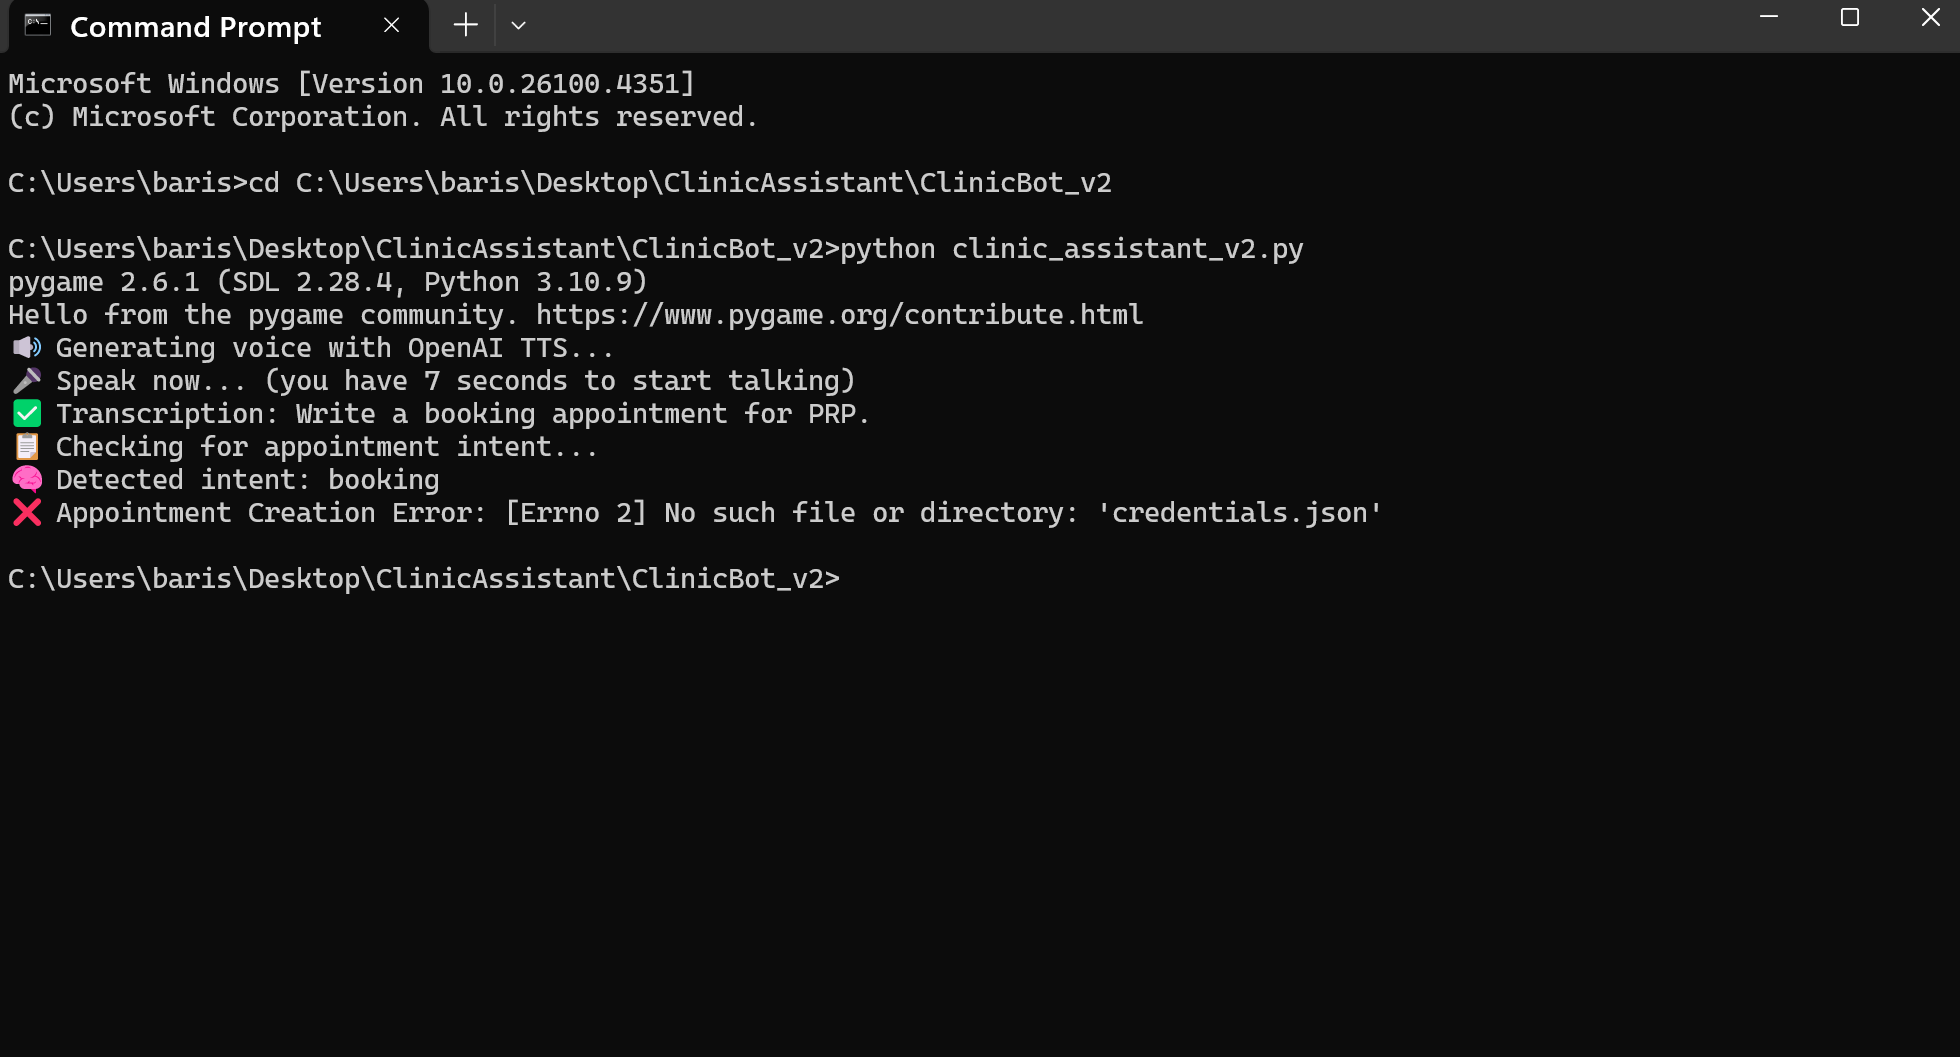 Command Prompt
Microsoft Windows [Version 10.0.26100.4351]
(c) Microsoft Corporation. All rights reserved.
C:\Users\baris>cd C:\Users\baris\Desktop\ClinicAssistant\ClinicBot_v2
C:\Users\baris\Desktop\ClinicAssistant\ClinicBot_v2>python clinic_assistant_v2.py
pygame 2.6.1 (SDL 2.28.4, Python 3.10.9)
Hello from the pygame community. https://www.pygame.org/contribute.html
🔊 Generating voice with OpenAI TTS...
🎤 Speak now... (you have 7 seconds to start talking)
✅ Transcription: Write a booking appointment for PRP.
📋 Checking for appointment intent...
🧠 Detected intent: booking
❌ Appointment Creation Error: [Errno 2] No such file or directory: 'credentials.json'
C:\Users\baris\Desktop\ClinicAssistant\ClinicBot_v2>